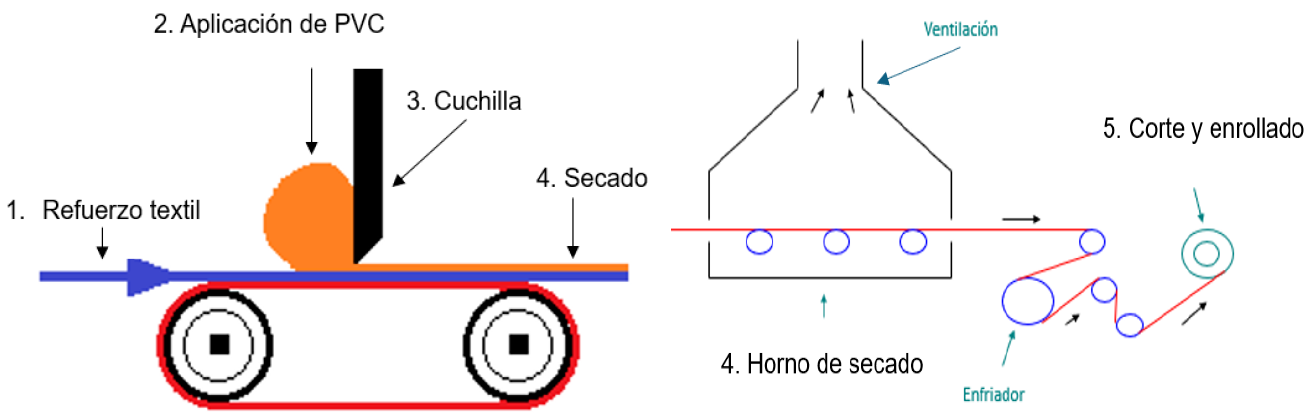 2. Aplicación de PVC
3. Cuchilla
4. Secado
1. Refuerzo textil
Ventilación
5. Corte y enrollado
4. Horno de secado
Enfriador